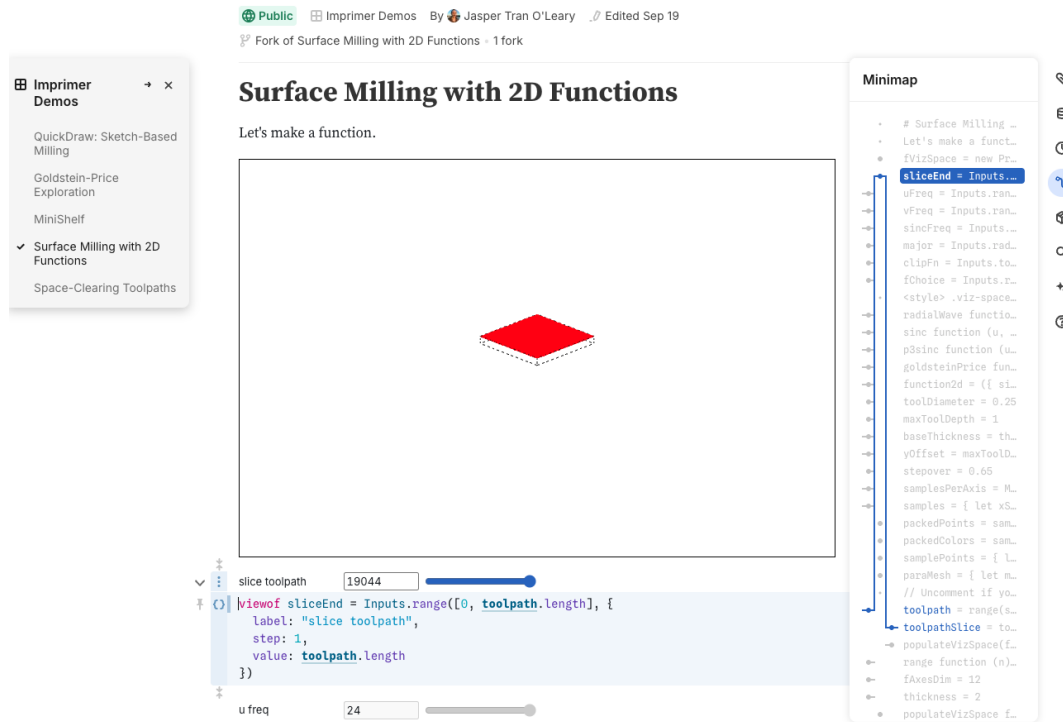 Public Imprimer Demos By Jasper Tran O'Leary Edited Sep 19
Fork of Surface Milling with 2D Functions • 1 fork
Imprimer Demos
QuickDraw: Sketch-Based Milling
Goldstein-Price Exploration
MiniShelf
Surface Milling with 2D Functions
Space-Clearing Toolpaths
Surface Milling with 2D Functions
Let's make a function.
slice toolpath 19044
viewof sliceEnd = Inputs.range([0, toolpath.length], {
label: "slice toolpath",
step: 1,
value: toolpath.length
})
u freq 24
Minimap
# Surface Milling …
Let's make a funct…
fVizSpace = new Pr…
sliceEnd = Inputs.…
uFreq = Inputs.ran…
vFreq = Inputs.ran…
sincFreq = Inputs.…
major = Inputs.rad…
clipFn = Inputs.to…
fChoice = Inputs.r…
<style> .viz-space…
radialWave functio…
sinc function (u, …
p3sinc function (u…
goldsteinPrice fun…
function2d = ({ si…
toolDiameter = 0.25
maxToolDepth = 1
baseThickness = th…
yOffset = maxToolD…
stepover = 0.65
samplesPerAxis = M…
samples = { let xS…
packedPoints = sam…
packedColors = sam…
samplePoints = { l…
paraMesh = { let m…
// Uncomment if yo…
toolpath = range(s…
toolpathSlice = to…
populateVizSpace(f…
range function (n)…
fAxesDim = 12
thickness = 2
populateVizSpace f…